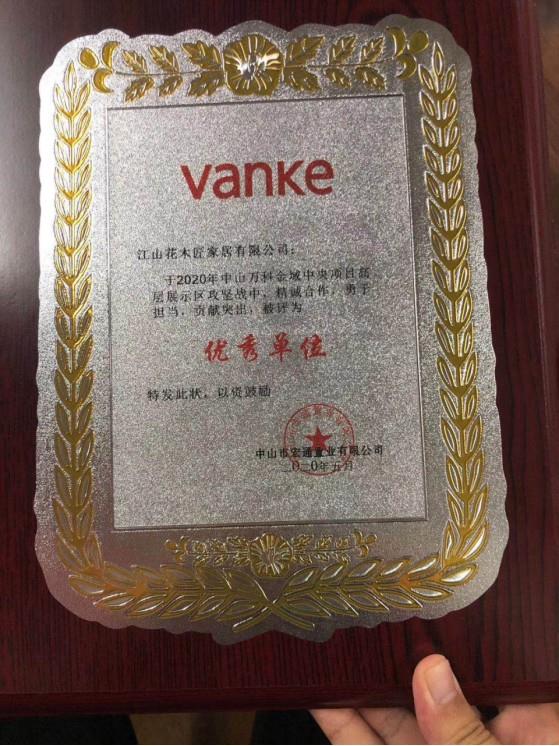 vanke
江山花木匠家居有限公司：
于2020年中山万科金域中央项目高
层展示区攻坚战中，精诚合作，勇于
担当，贡献突出，被评为
优秀单位
特发此状，以资鼓励
中山市宏通置业有限公司
二〇二〇年五月